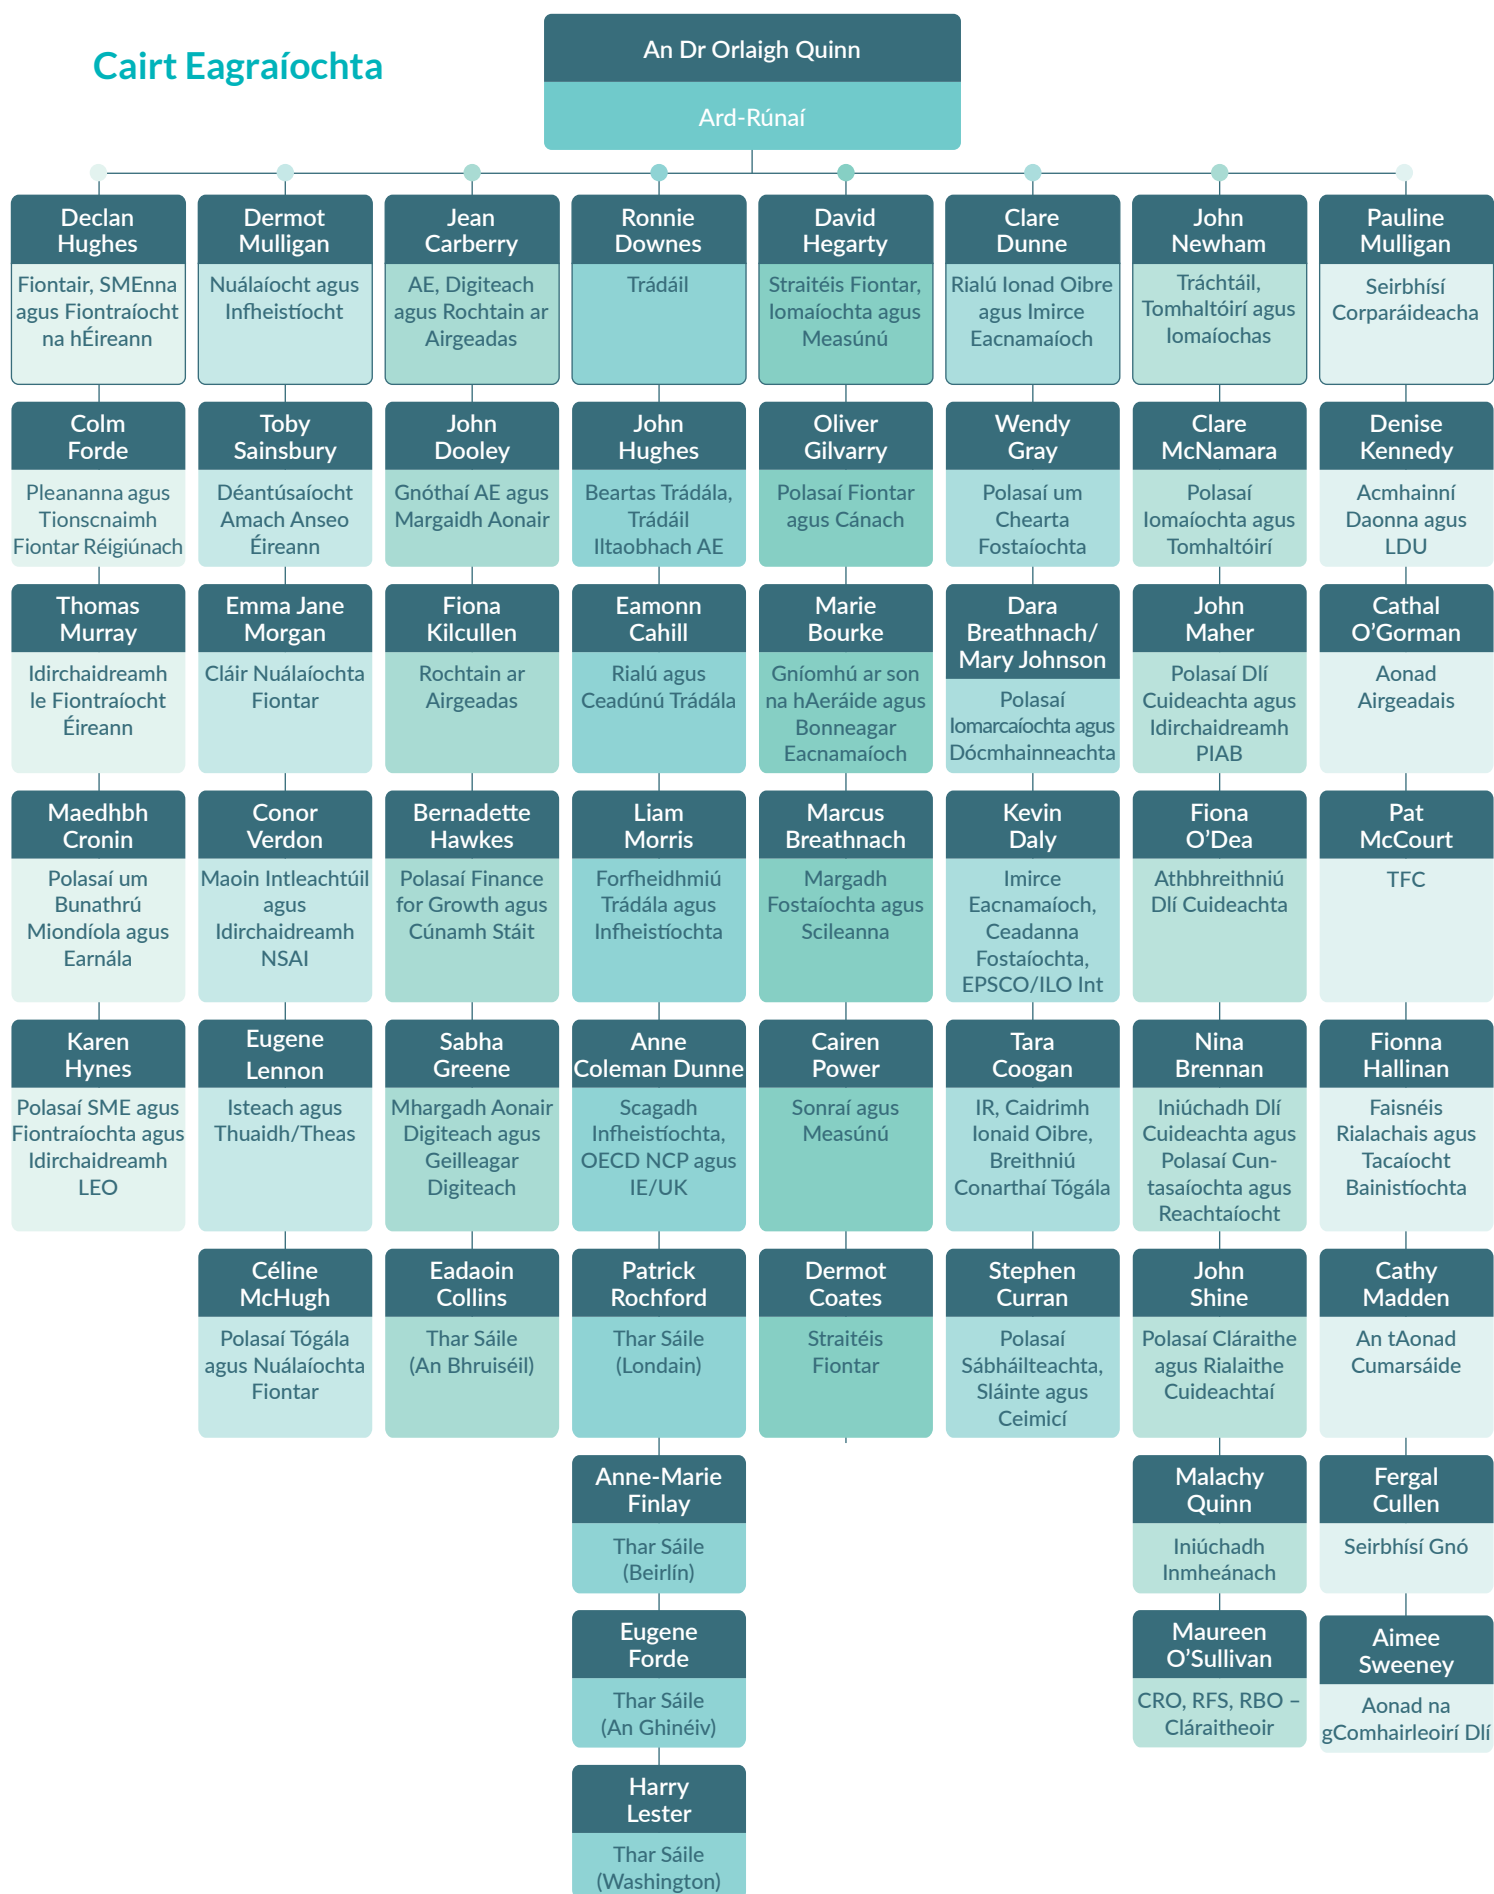 Cairt Eagraíochta
An Dr Orlaigh Quinn
Ard-Rúnaí
Declan
Hughes
Fiontair, SMEnna
agus Fiontraíocht
na hÉireann
Colm
Forde
Pleananna agus
Tionscnaimh
Fiontar Réigiúnach
Thomas
Murray
Idirchaidreamh
le Fiontraíocht
Éireann
Maedhbh
Cronin
Polasaí um
Bunathrú
Miondíola agus
Earnála
Karen
Hynes
Polasaí SME agus
Fiontraíochta agus
Idirchaidreamh
LEO
Dermot
Mulligan
Nuálaíocht agus
Infheistíocht
Toby
Sainsbury
Déantúsaíocht
Amach Anseo
Éireann
Emma Jane
Morgan
Cláir Nuálaíochta
Fiontar
Conor
Verdon
Maoin Intleachtúil
agus
Idirchaidreamh
NSAI
Eugene
Lennon
Isteach agus
Thuaidh/Theas
Céline
McHugh
Polasaí Tógála
agus Nuálaíochta
Fiontar
Jean
Carberry
AE, Digiteach
agus Rochtain ar
Airgeadas
John
Dooley
Gnóthaí AE agus
Margaidh Aonair
Fiona
Kilcullen
Rochtain ar
Airgeadas
Bernadette
Hawkes
Polasaí Finance
for Growth agus
Cúnamh Stáit
Sabha
Greene
Mhargadh Aonair
Digiteach agus
Geilleagar
Digiteach
Eadaoin
Collins
Thar Sáile
(An Bhruiséil)
Ronnie
Downes
Trádáil
John
Hughes
Beartas Trádála,
Trádáil
Iltaobhach AE
Eamonn
Cahill
Rialú agus
Ceadúnú Trádála
Liam
Morris
Forfheidhmiú
Trádála agus
Infheistíochta
Anne
Coleman Dunne
Scagadh
Infheistíochta,
OECD NCP agus
IE/UK
Patrick
Rochford
Thar Sáile
(Londain)
Anne-Marie
Finlay
Thar Sáile
(Beirlín)
Eugene
Forde
Thar Sáile
(An Ghinéiv)
Harry
Lester
Thar Sáile
(Washington)
David
Hegarty
Straitéis Fiontar,
Iomaíochta agus
Measúnú
Oliver
Gilvarry
Polasaí Fiontar
agus Cánach
Marie
Bourke
Gníomhú ar son
na hAeráide agus
Bonneagar
Eacnamaíoch
Marcus
Breathnach
Margadh
Fostaíochta agus
Scileanna
Cairen
Power
Sonraí agus
Measúnú
Dermot
Coates
Straitéis
Fiontar
Clare
Dunne
Rialú Ionad Oibre
agus Imirce
Eacnamaíoch
Wendy
Gray
Polasaí um
Chearta
Fostaíochta
Dara
Breathnach/
Mary Johnson
Polasaí
Iomarcaíochta agus
Dócmhainneachta
Kevin
Daly
Imirce
Eacnamaíoch,
Ceadanna
Fostaíochta,
EPSCO/ILO Int
Tara
Coogan
IR, Caidrimh
Ionaid Oibre,
Breithniú
Conarthaí Tógála
Stephen
Curran
Polasaí
Sábháilteachta,
Sláinte agus
Ceimicí
John
Newham
Tráchtáil,
Tomhaltóirí agus
Iomaíochas
Clare
McNamara
Polasaí
Iomaíochta agus
Tomhaltóirí
John
Maher
Polasaí Dlí
Cuideachta agus
Idirchaidreamh
PIAB
Fiona
O’Dea
Athbhreithniú
Dlí Cuideachta
Nina
Brennan
Iniúchadh Dlí
Cuideachta agus
Polasaí Cun-
tasaíochta agus
Reachtaíocht
John
Shine
Polasaí Cláraithe
agus Rialaithe
Cuideachtaí
Malachy
Quinn
Iniúchadh
Inmheánach
Maureen
O’Sullivan
CRO, RFS, RBO –
Cláraitheoir
Pauline
Mulligan
Seirbhísí
Corparáideacha
Denise
Kennedy
Acmhainní
Daonna agus
LDU
Cathal
O’Gorman
Aonad
Airgeadais
Pat
McCourt
TFC
Fionna
Hallinan
Faisnéis
Rialachais agus
Tacaíocht
Bainistíochta
Cathy
Madden
An tAonad
Cumarsáide
Fergal
Cullen
Seirbhísí Gnó
Aimee
Sweeney
Aonad na
gComhairleoirí Dlí